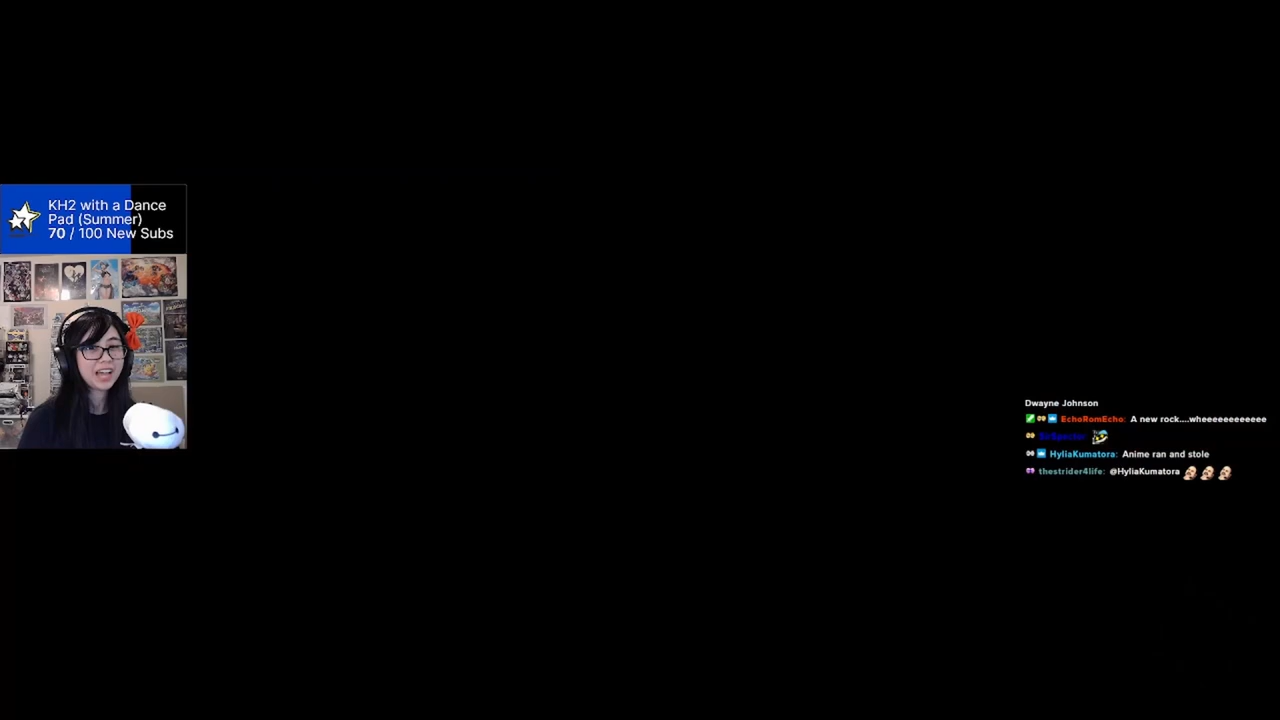 KH2 with a Dance
Pad (Summer)
70 / 100 New Subs
Dwayne Johnson
EchoRomEcho: A new rock....wheeeeeeeeeeee
HyliaKumatora: Anime ran and stole
thestrider4life: @HyliaKumatora